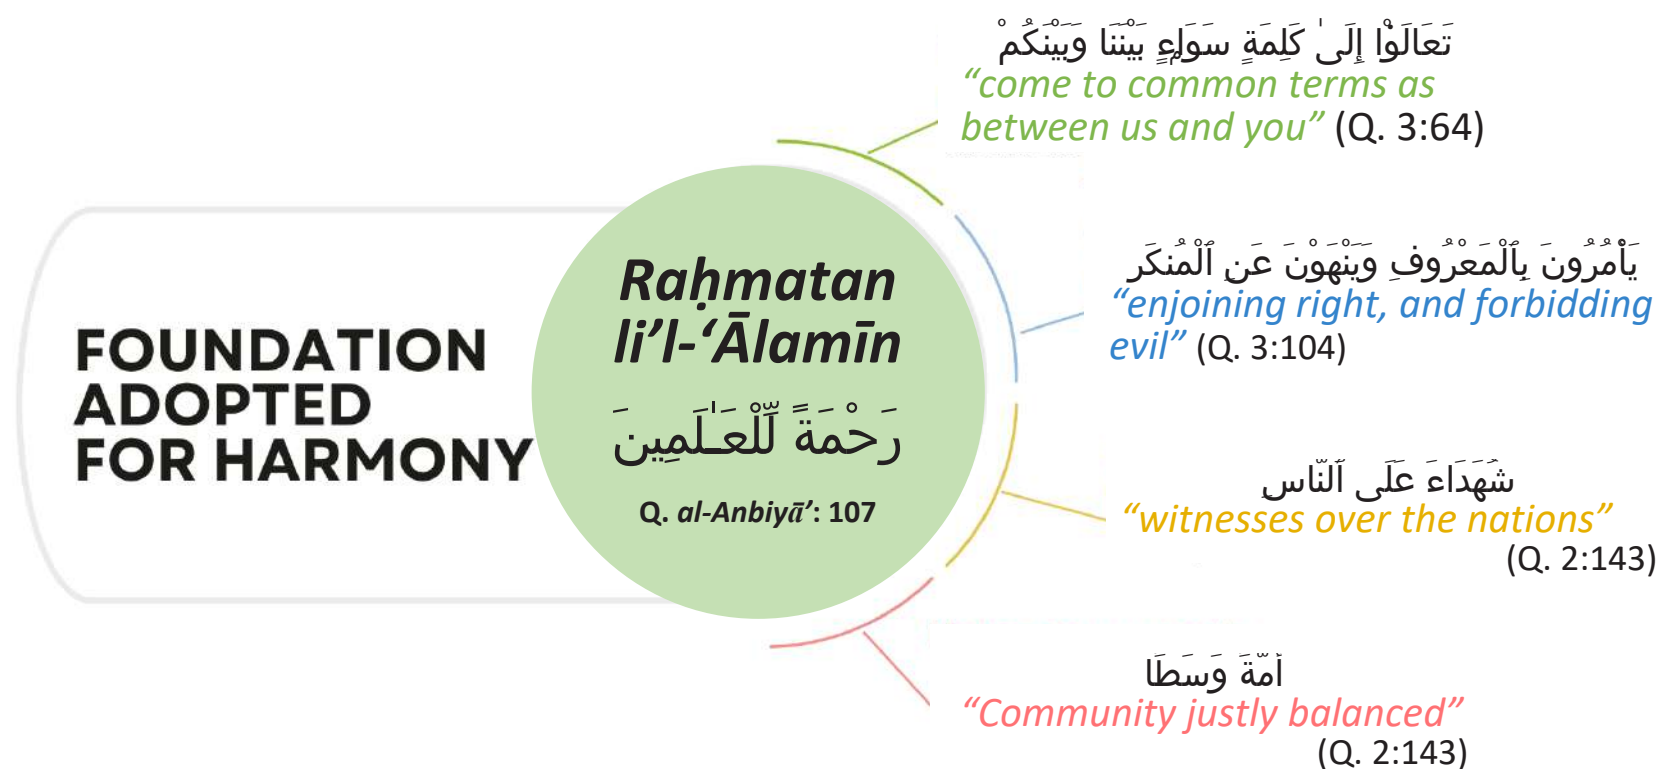 FOUNDATION
ADOPTED
FOR HARMONY
Raḥmatan
li’l-‘Ālamīn
رَحْمَةً لِّلْعَـٰلَمِينَ
Q. al-Anbiyā’: 107
تَعَالَوْا۟ إِلَىٰ كَلِمَةٍ سَوَآءٍ بَيْنَنَا وَبَيْنَكُمْ
“come to common terms as
between us and you” (Q. 3:64)
يَأْمُرُونَ بِٱلْمَعْرُوفِ وَيَنْهَوْنَ عَنِ ٱلْمُنكَرِ
“enjoining right, and forbidding
evil” (Q. 3:104)
شُهَدَاءَ عَلَى ٱلنَّاسِ
“witnesses over the nations”
(Q. 2:143)
أُمَّةً وَسَطًا
“Community justly balanced”
(Q. 2:143)